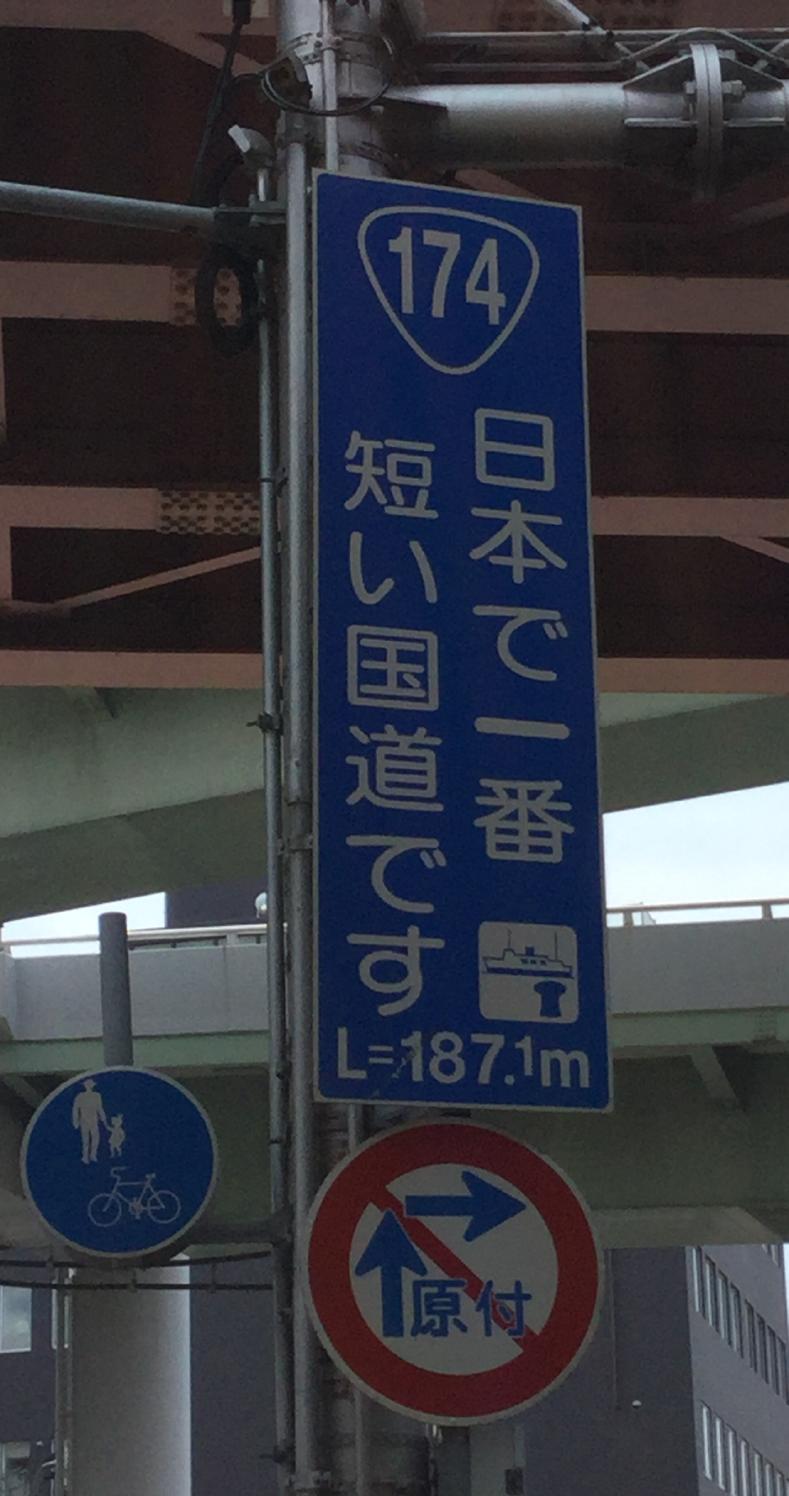 174
日本で一番
短い国道です
L=187.1m
原付